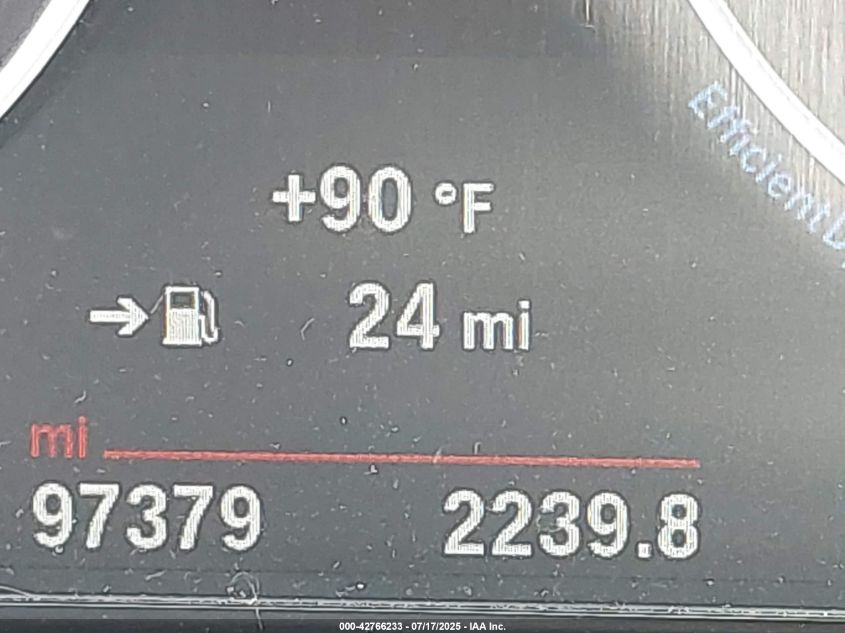 Efficient
+90 °F
24 mi
mi
97379 2239.8
000-42766233 - 07/17/2025 - IAA Inc.